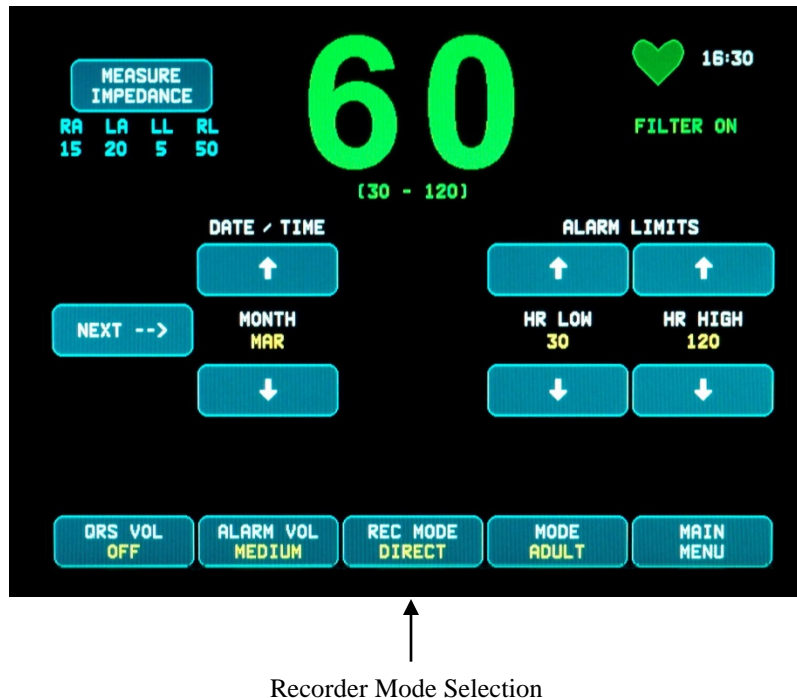 MEASURE
IMPEDANCE
RA LA LL RL
15 20 5 50
60
(30 - 120)
16:30
FILTER ON
DATE / TIME
ALARM LIMITS
NEXT -->
MONTH
MAR
HR LOW
30
HR HIGH
120
QRS VOL
OFF
ALARM VOL
MEDIUM
REC MODE
DIRECT
MODE
ADULT
MAIN
MENU
Recorder Mode Selection